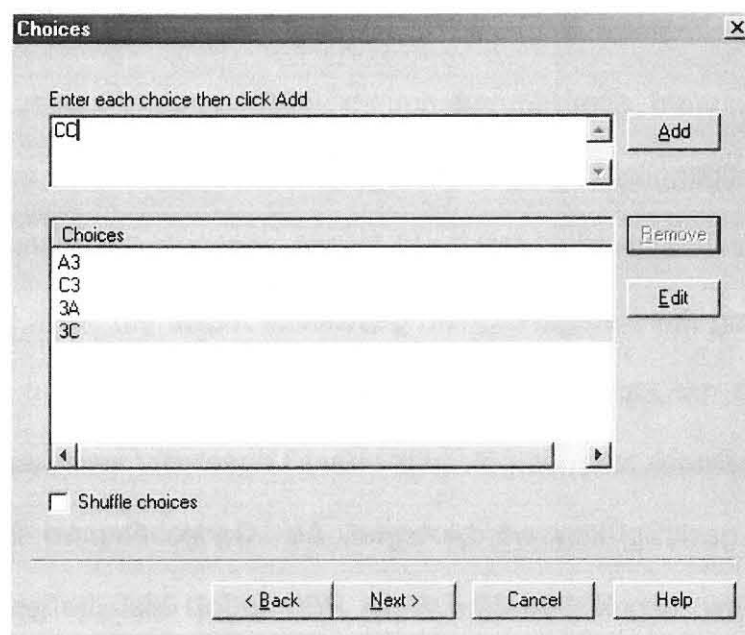 Choices
Enter each choice then click Add
CC
Add
Choices
Remove
A3
C3
Edit
3A
3C
Shuffle choices
Back
Next >
Cancel
Help